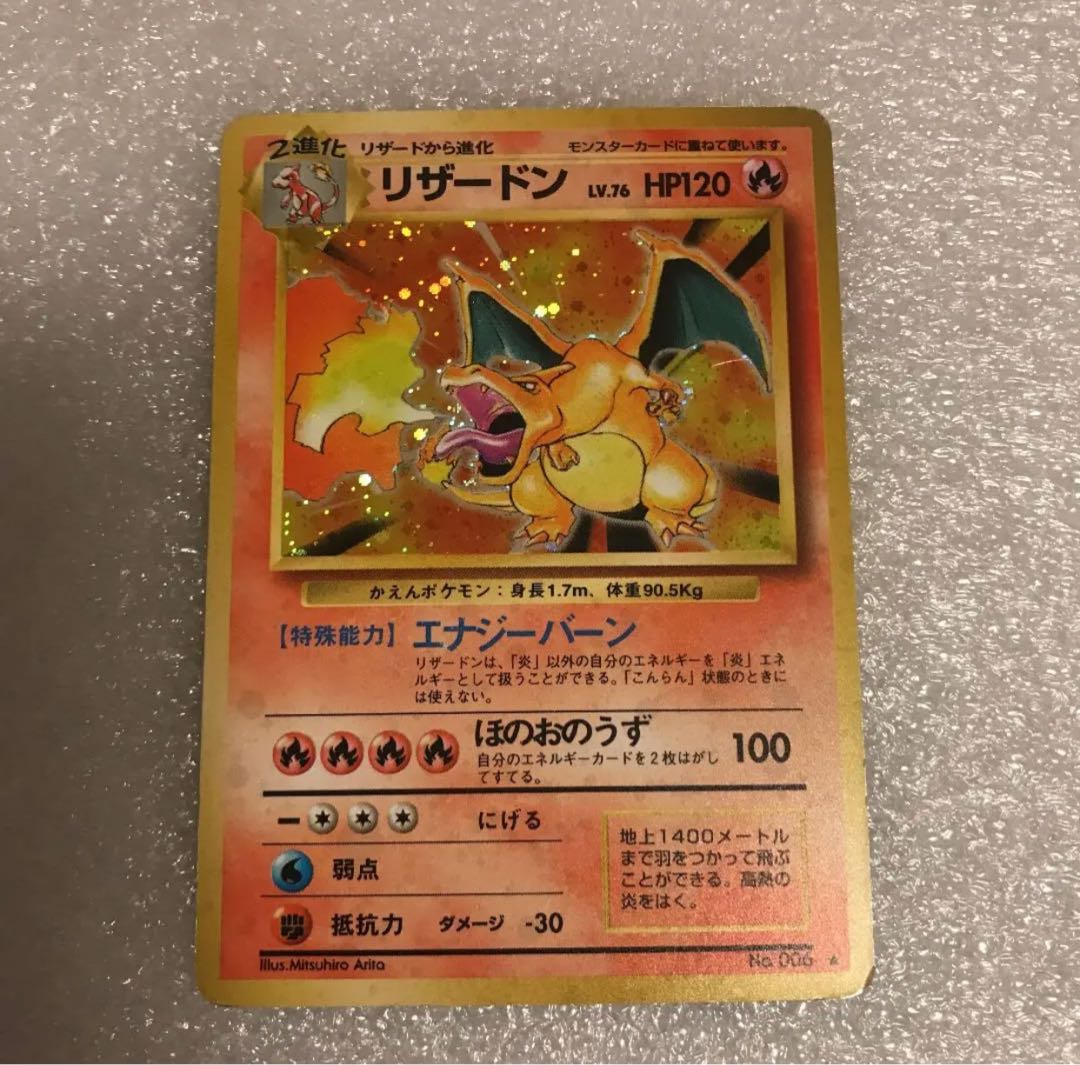 2進化 リザードから進化 モンスターカードに重ねて使います。
リザードン LV.76 HP120
かえんポケモン：身長1.7m、体重90.5Kg
【特殊能力】エナジーバーン
リザードンは、「炎」以外の自分のエネルギーを「炎」エネ
ルギーとして扱うことができる。「こんらん」状態のときに
は使えない。
ほのおのうず 100
自分のエネルギーカードを2枚はがし
てすてる。
にげる
弱点
抵抗力 ダメージ -30
地上1400メートル
まで羽をつかって飛ぶ
ことができる。高熱の
炎をはく。
Illus.Mitsuhiro Arita No. 006 ★